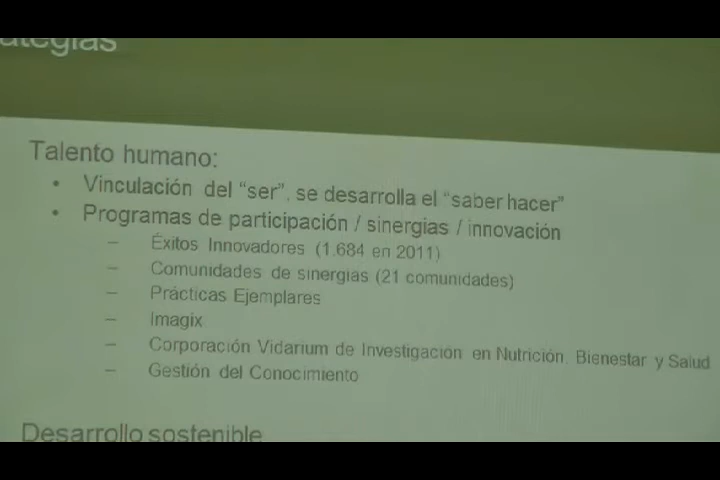 Talento humano:
• Vinculación del “ser”, se desarrolla el “saber hacer”
• Programas de participación / sinergias / innovación
– Éxitos Innovadores (1.684 en 2011)
– Comunidades de sinergias (21 comunidades)
– Prácticas Ejemplares
– Imagix
– Corporación Vidarium de Investigación en Nutrición, Bienestar y Salud
– Gestión del Conocimiento
Desarrollo sostenible